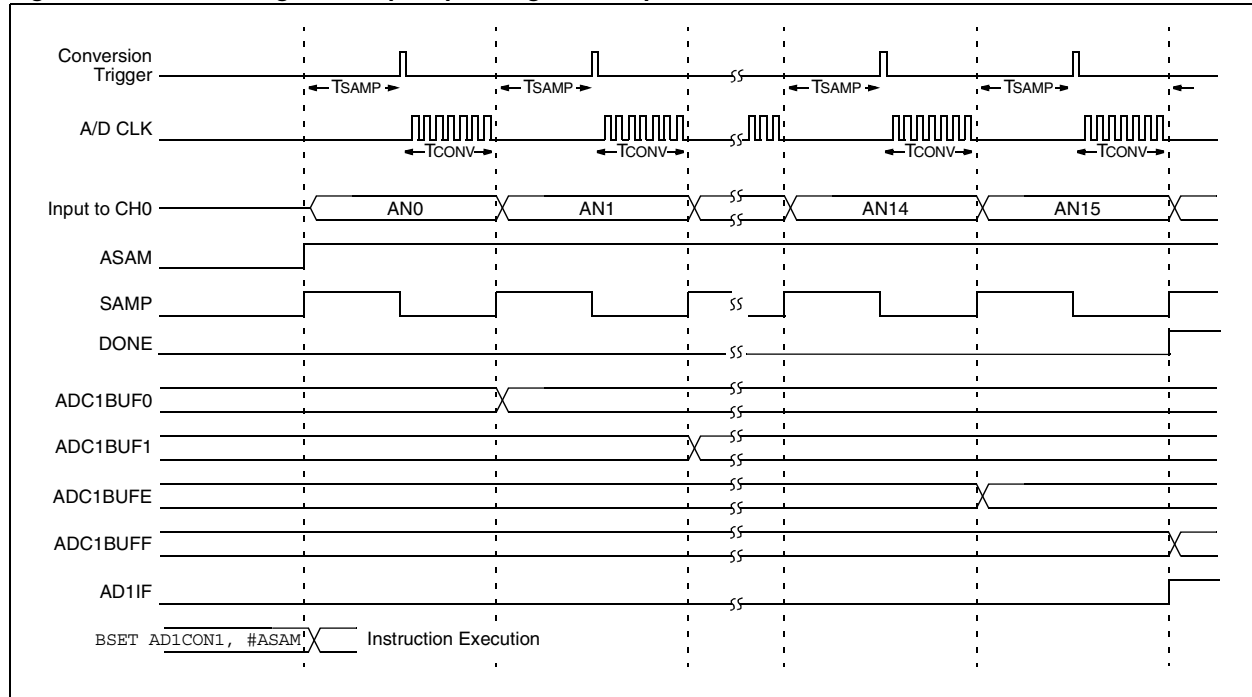 Conversion
Trigger
TSAMP TSAMP TSAMP TSAMP
A/D CLK
TCONV TCONV TCONV TCONV
Input to CH0 AN0 AN1 AN14 AN15
ASAM
SAMP
DONE
ADC1BUF0
ADC1BUF1
ADC1BUFE
ADC1BUFF
AD1IF
BSET AD1CON1, #ASAM Instruction Execution